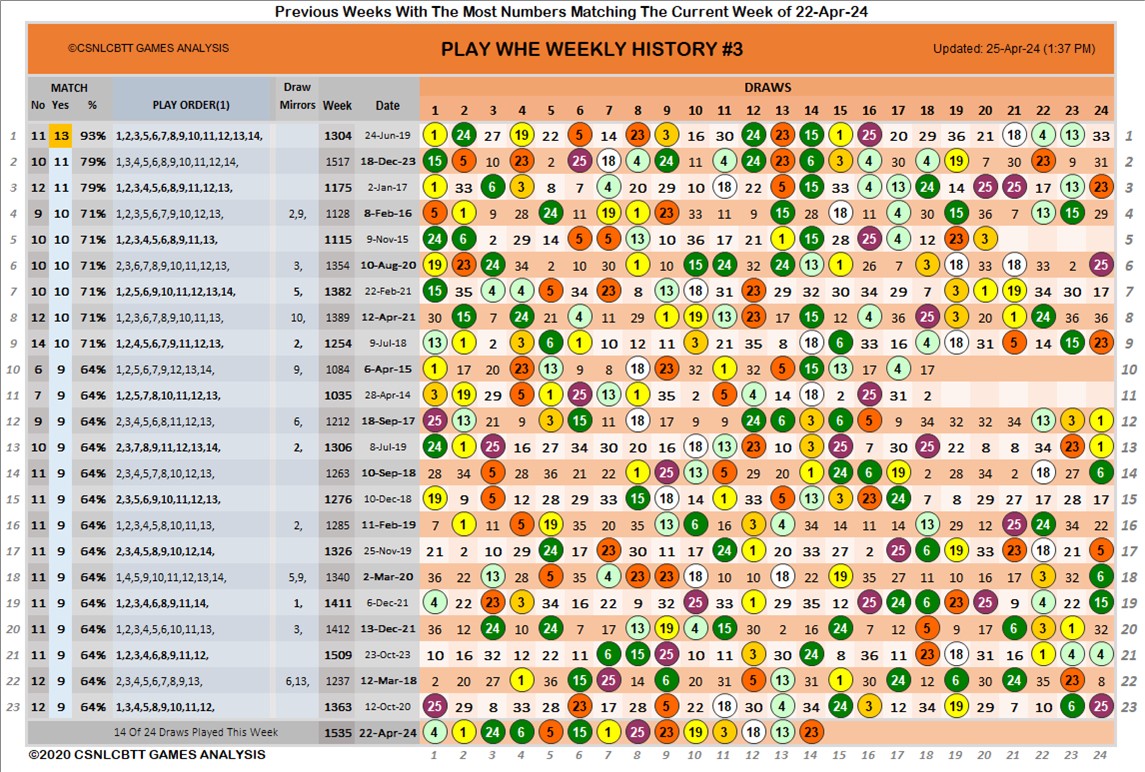 Previous Weeks With The Most Numbers Matching The Current Week of 22-Apr-24
©CSNLCBTT GAMES ANALYSIS PLAY WHE WEEKLY HISTORY #3 Updated: 25-Apr-24 (1:37 PM)
MATCH Draw DRAWS
No Yes % PLAY ORDER(1) Mirrors Week Date 1 2 3 4 5 6 7 8 9 10 11 12 13 14 15 16 17 18 19 20 21 22 23 24
1 11 13 93% 1,2,3,5,6,7,8,9,10,11,12,13,14, 1304 24-Jun-19 1 24 27 19 22 5 14 23 3 16 30 24 23 15 1 25 20 29 36 21 18 4 13 33 1
2 10 11 79% 1,3,4,5,6,8,9,10,11,12,14, 1517 18-Dec-23 15 5 10 23 2 25 18 4 24 11 4 24 23 6 3 4 30 4 19 7 30 23 9 31 2
3 12 11 79% 1,2,3,4,5,6,8,9,11,12,13, 1175 2-Jan-17 1 33 6 3 8 7 4 20 29 10 18 22 5 15 33 4 13 24 14 25 25 17 13 23 3
4 9 10 71% 1,2,3,5,6,7,9,10,12,13, 2,9, 1128 8-Feb-16 5 1 9 28 24 11 19 1 23 33 11 9 15 28 18 11 4 30 15 36 7 13 15 29 4
5 10 10 71% 1,2,3,4,5,6,8,9,11,13, 1115 9-Nov-15 24 6 2 29 14 5 5 13 10 36 17 21 1 15 28 25 4 12 23 3 5
6 10 10 71% 2,3,6,7,8,9,10,11,12,13, 3, 1354 10-Aug-20 19 23 24 34 2 10 30 1 10 15 24 32 24 13 1 26 7 3 18 33 18 33 2 25 6
7 10 10 71% 1,2,5,6,9,10,11,12,13,14, 5, 1382 22-Feb-21 15 35 4 4 5 34 23 8 13 18 31 23 29 32 30 34 29 7 3 1 19 34 30 17 7
8 12 10 71% 1,2,3,6,7,8,9,10,11,13, 10, 1389 12-Apr-21 30 15 7 24 21 4 11 29 1 19 13 23 17 15 12 4 36 25 3 20 1 24 36 36 8
9 14 10 71% 1,2,4,5,6,7,9,11,12,13, 2, 1254 9-Jul-18 13 1 2 3 6 1 10 12 11 3 21 35 8 18 6 33 16 4 18 31 5 14 15 23 9
10 6 9 64% 1,2,5,6,7,9,12,13,14, 9, 1084 6-Apr-15 1 17 20 23 13 9 8 18 23 32 1 32 5 15 13 17 4 17 10
11 7 9 64% 1,2,5,7,8,10,11,12,13, 1035 28-Apr-14 3 19 29 5 1 25 13 1 35 2 5 4 14 18 2 25 31 2 11
12 9 9 64% 2,3,4,5,6,8,11,12,13, 6, 1212 18-Sep-17 25 13 21 9 3 15 11 18 17 9 9 24 6 3 6 5 9 34 32 32 34 13 3 1 12
13 10 9 64% 2,3,7,8,9,11,12,13,14, 2, 1306 8-Jul-19 24 1 25 16 27 34 30 20 16 18 13 23 10 3 25 7 30 25 22 8 8 34 23 1 13
14 11 9 64% 2,3,4,5,7,8,10,12,13, 1263 10-Sep-18 28 34 5 36 21 22 1 25 13 5 29 20 1 24 6 19 2 28 34 2 18 27 6 14
15 11 9 64% 2,3,5,6,9,10,11,12,13, 1276 10-Dec-18 19 9 5 12 28 29 33 15 18 14 1 33 5 13 3 23 24 7 8 29 27 17 28 17 15
16 11 9 64% 1,2,3,4,5,8,10,11,13, 2, 1285 11-Feb-19 7 1 11 5 19 35 20 35 13 6 16 3 4 34 14 11 14 13 29 12 25 24 34 22 16
17 11 9 64% 2,3,4,5,8,9,10,12,14, 1326 25-Nov-19 21 2 10 29 24 17 23 30 11 17 24 1 20 33 27 2 25 6 19 33 23 18 21 5 17
18 11 9 64% 1,4,5,9,10,11,12,13,14, 5,9, 1340 2-Mar-20 36 22 13 28 5 35 4 23 23 18 10 10 18 22 19 35 27 11 10 16 17 3 32 6 18
19 11 9 64% 1,2,3,4,6,8,9,11,14, 1, 1411 6-Dec-21 4 22 23 3 34 16 22 9 32 25 33 1 29 35 12 25 24 6 23 25 9 4 22 15 19
20 11 9 64% 1,2,3,4,5,6,10,11,13, 3, 1412 13-Dec-21 36 12 24 10 24 7 18 13 19 4 15 30 2 16 24 7 12 5 9 17 6 3 1 32 20
21 11 9 64% 1,2,3,4,6,8,9,11,12, 1509 23-Oct-23 10 16 32 12 22 11 6 15 25 10 11 3 30 24 8 36 11 23 18 31 16 1 4 4 21
22 12 9 64% 2,3,4,5,6,7,8,9,13, 6,13, 1237 12-Mar-18 2 20 27 1 36 15 25 14 6 20 31 5 13 31 1 30 24 12 6 30 24 35 23 8 22
23 12 9 64% 1,3,4,5,8,9,10,11,12, 1363 12-Oct-20 25 29 8 33 28 23 17 28 5 22 18 30 4 34 24 3 12 34 19 29 7 10 6 25 23
14 Of 24 Draws Played This Week 1535 22-Apr-24 4 1 24 6 5 15 1 25 23 19 3 18 13 23
©2020 CSNLCBTT GAMES ANALYSIS 1 2 3 4 5 6 7 8 9 10 11 12 13 14 15 16 17 18 19 20 21 22 23 24